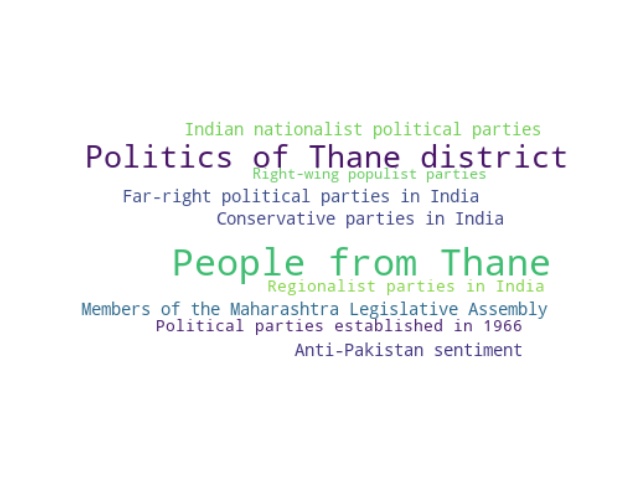 Indian nationalist political parties
Politics of Thane district
Right-wing populist parties
Far-right political parties in India
Conservative parties in India
People from Thane
Regionalist parties in India
Members of the Maharashtra Legislative Assembly
Political parties established in 1966
Anti-Pakistan sentiment